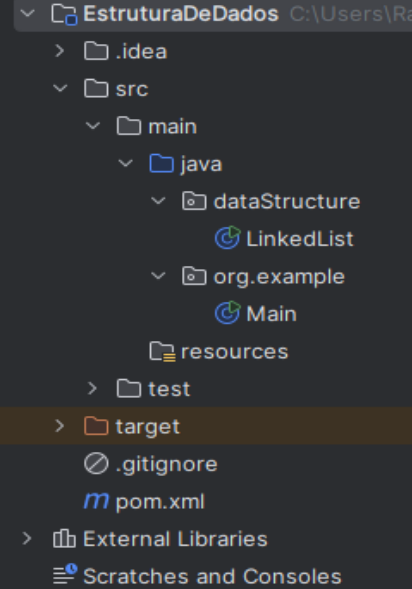 EstruturaDeDados C:\Users\Ra
.idea
src
main
java
dataStructure
LinkedList
org.example
Main
resources
test
target
.gitignore
m pom.xml
External Libraries
Scratches and Consoles